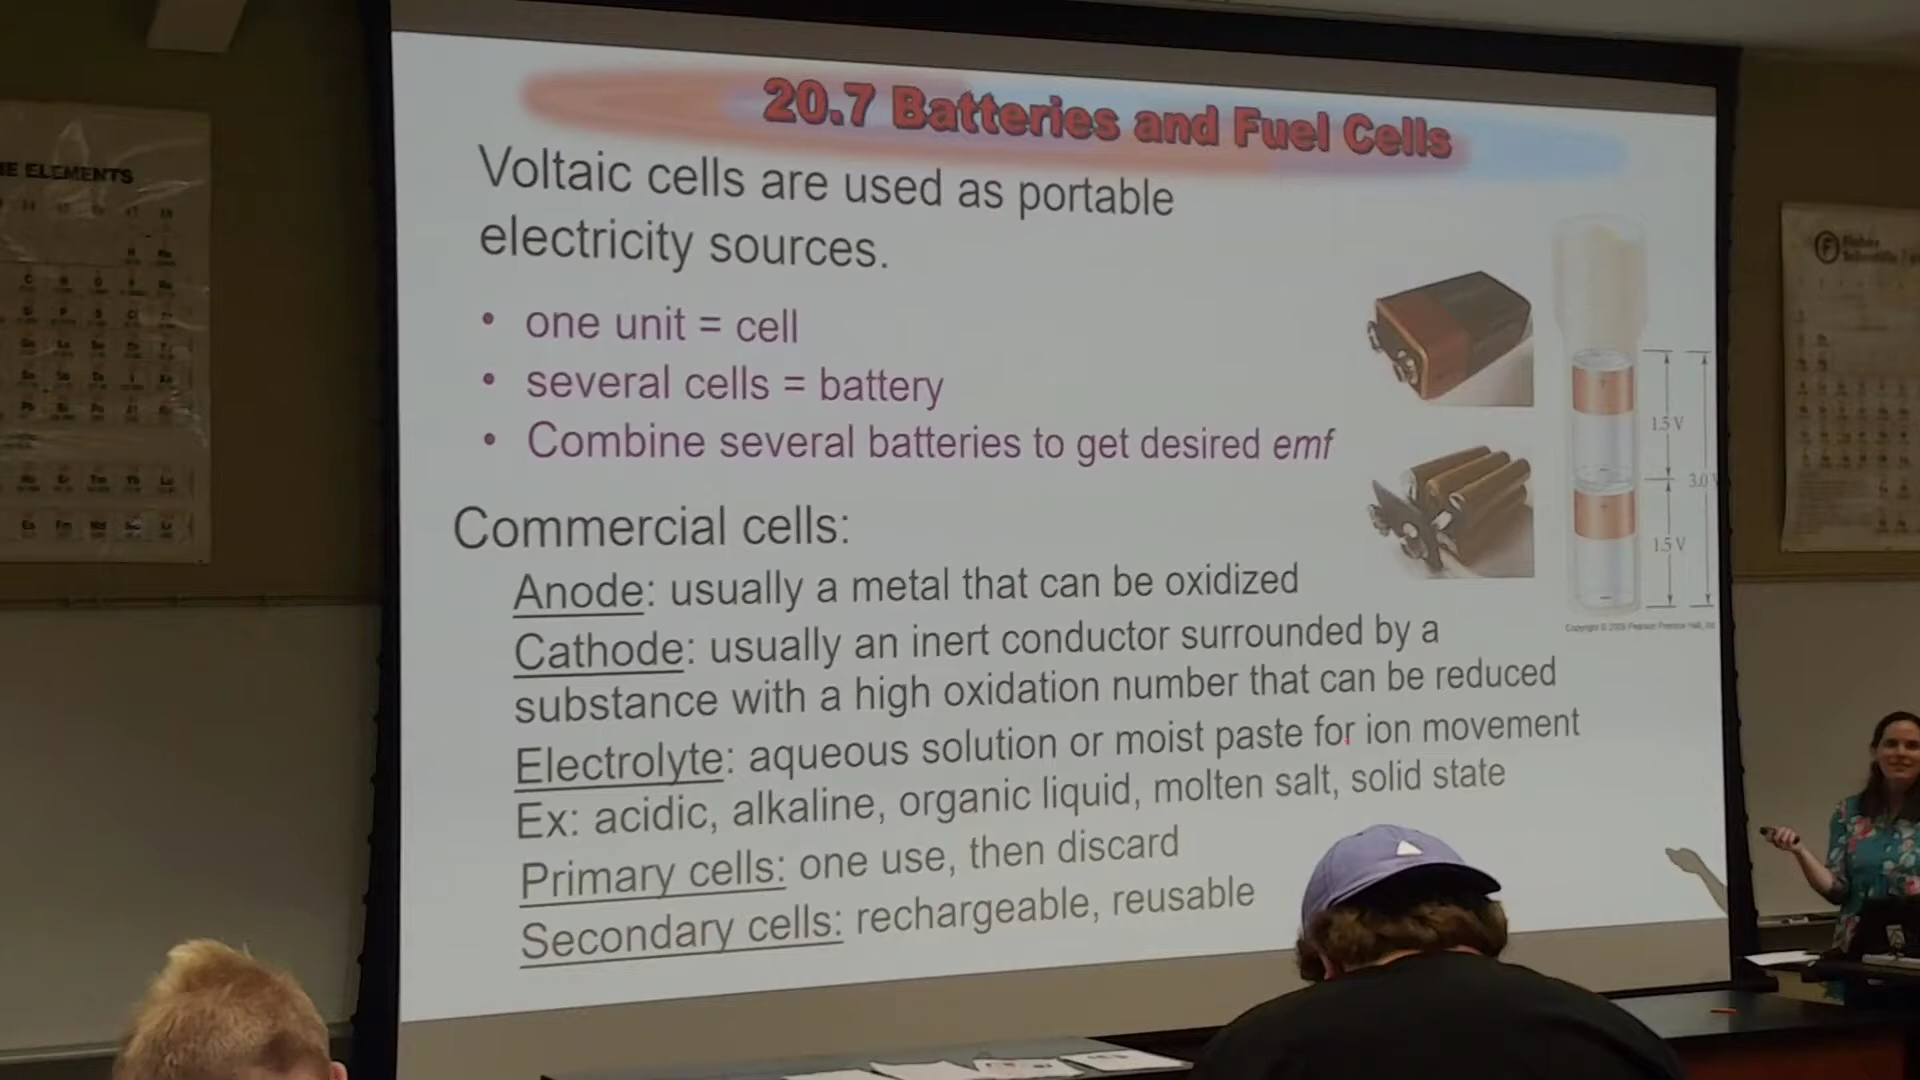 20.7 Batteries and Fuel Cells
Voltaic cells are used as portable
electricity sources.
• one unit = cell
• several cells = battery
• Combine several batteries to get desired emf
Commercial cells:
Anode: usually a metal that can be oxidized
Cathode: usually an inert conductor surrounded by a
substance with a high oxidation number that can be reduced
Electrolyte: aqueous solution or moist paste for ion movement
Ex: acidic, alkaline, organic liquid, molten salt, solid state
Primary cells: one use, then discard
Secondary cells: rechargeable, reusable
1.5 V
3.0
1.5 V
ELEMENTS